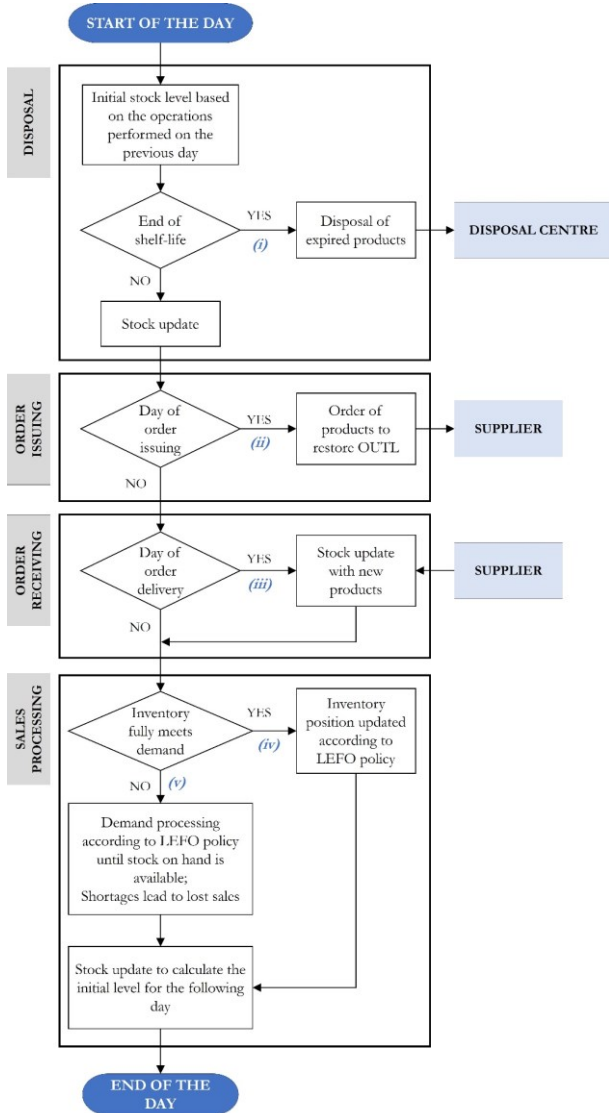 START OF THE DAY
DISPOSAL
Initial stock level based
on the operations
performed on the
previous day
End of
shelf-life
YES
(i)
Disposal of
expired products
DISPOSAL CENTRE
NO
Stock update
ORDER
ISSUING
Day of
order
issuing
YES
(ii)
Order of
products to
restore OUTL
SUPPLIER
NO
ORDER
RECEIVING
Day of
order
delivery
YES
(iii)
Stock update
with new
products
SUPPLIER
NO
SALES
PROCESSING
Inventory
fully meets
demand
YES
(iv)
Inventory
position updated
according to
LEFO policy
NO
(v)
Demand processing
according to LEFO policy
until stock on hand is
available;
Shortages lead to lost sales
Stock update to calculate the
initial level for the following
day
END OF THE
DAY